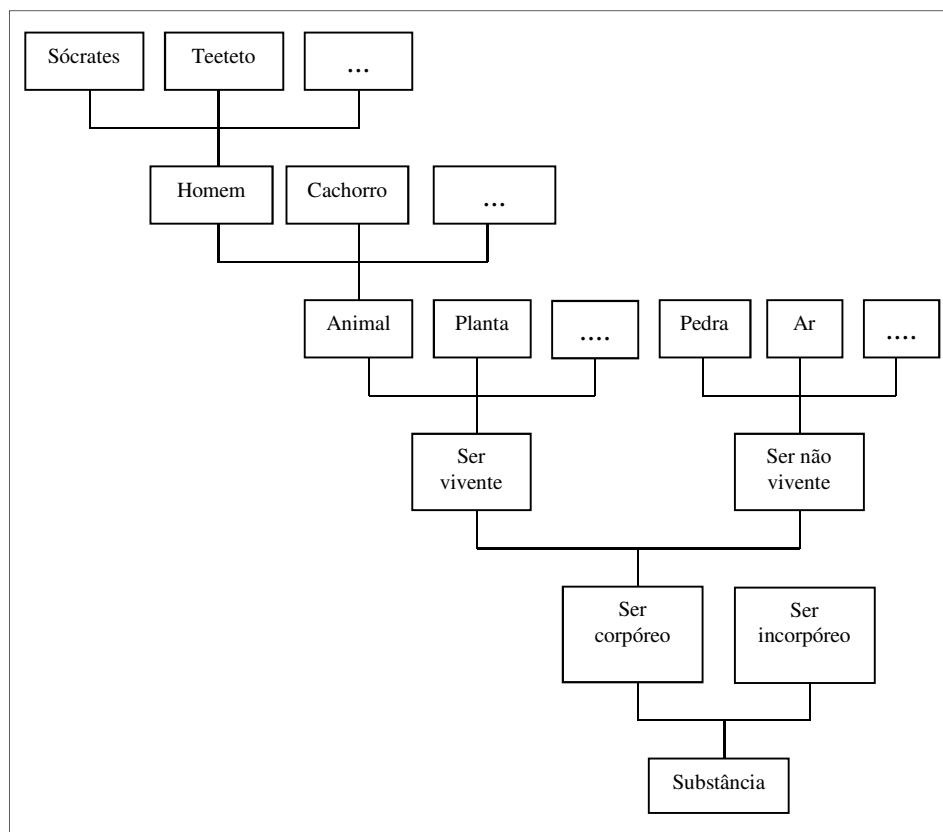 Sócrates
Teeteto
...
Homem
Cachorro
...
Animal
Planta
....
Pedra
Ar
....
Ser
vivente
Ser não
vivente
Ser
corpóreo
Ser
incorpóreo
Substância